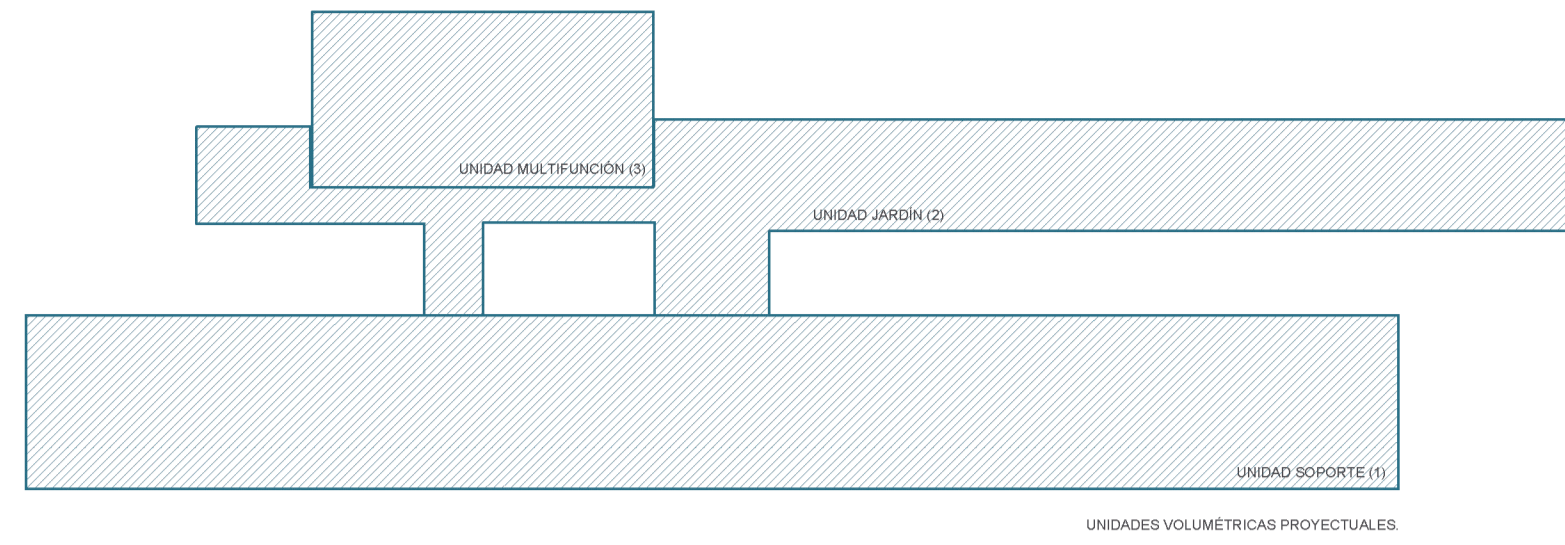 UNIDAD MULTIFUNCIÓN (3)
UNIDAD JARDÍN (2)
UNIDAD SOPORTE (1)
UNIDADES VOLUMÉTRICAS PROYECTUALES.